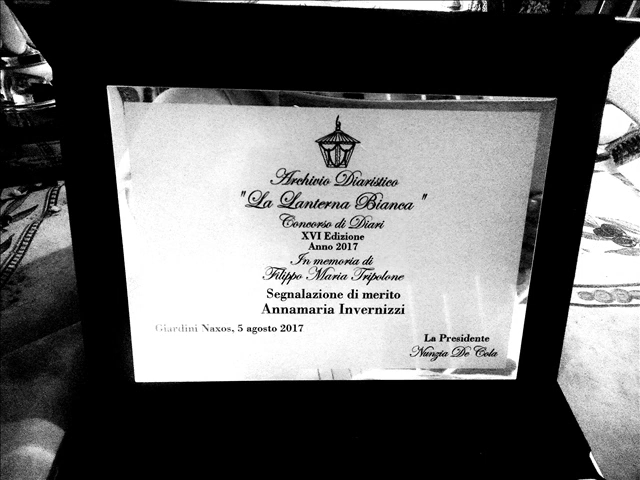 Archivio Diaristico
"La Lanterna Bianca "
Concorso di Diari
XVI Edizione
Anno 2017
In memoria di
Filippo Maria Tripolone
Segnalazione di merito
Annamaria Invernizzi
Giardini Naxos, 5 agosto 2017
La Presidente
Nunzia De Cola